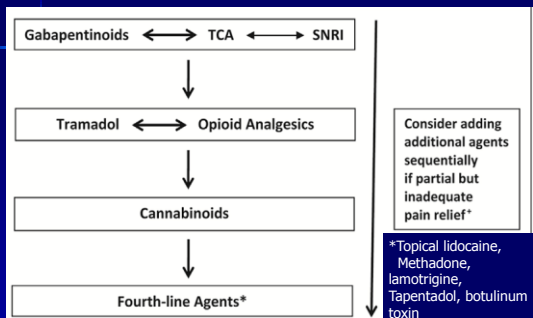 Gabapentinoids TCA SNRI
Tramadol Opioid Analgesics
Cannabinoids
Fourth-line Agents*
Consider adding
additional agents
sequentially
if partial but
inadequate
pain relief+
*Topical lidocaine,
Methadone,
lamotrigine,
Tapentadol, botulinum
toxin